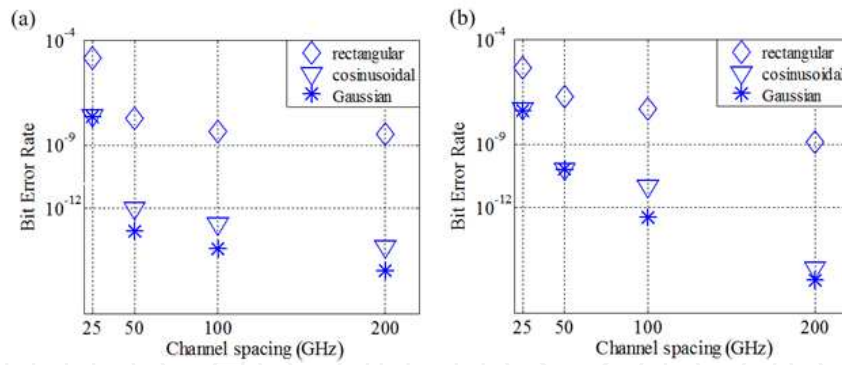 (a)
10-4
10-9
10-12
Bit Error Rate
rectangular
cosinusoidal
Gaussian
25 50 100 200
Channel spacing (GHz)
(b)
10-4
10-9
10-12
Bit Error Rate
rectangular
cosinusoidal
Gaussian
25 50 100 200
Channel spacing (GHz)